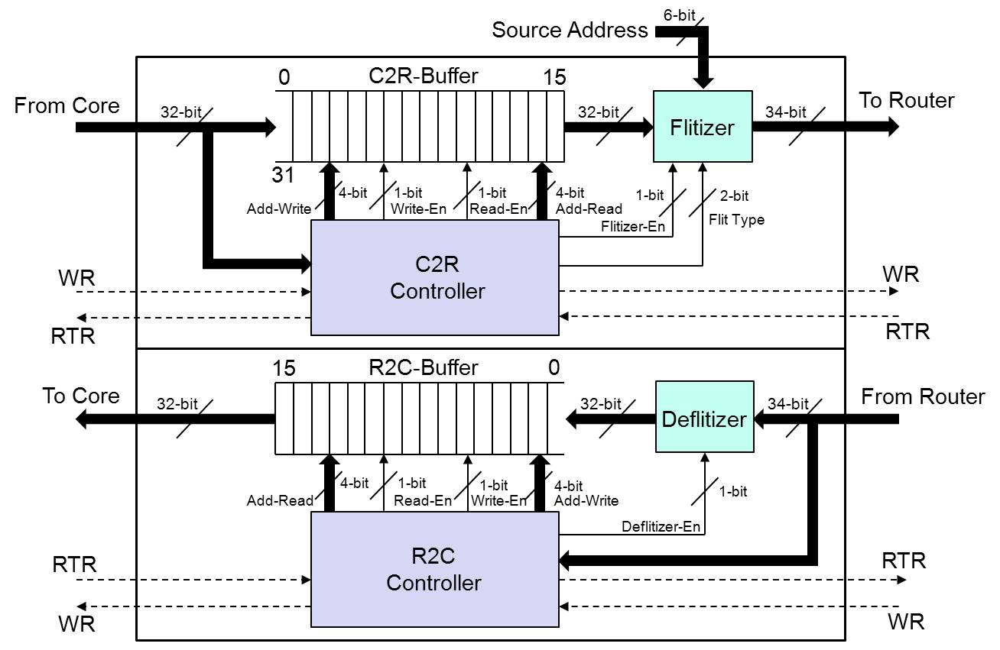 6-bit
Source Address
0 C2R-Buffer 15
From Core
To Router
32-bit
32-bit
Flitizer
34-bit
31
4-bit
1-bit
1-bit
4-bit
1-bit
2-bit
Add-Write
Write-En
Read-En
Add-Read
Flitizer-En
Flit Type
C2R
Controller
WR
WR
RTR
RTR
15 R2C-Buffer 0
To Core
From Router
32-bit
32-bit
Deflitizer
34-bit
4-bit
1-bit
1-bit
4-bit
1-bit
Add-Read
Read-En
Write-En
Add-Write
Deflitizer-En
R2C
Controller
RTR
RTR
WR
WR